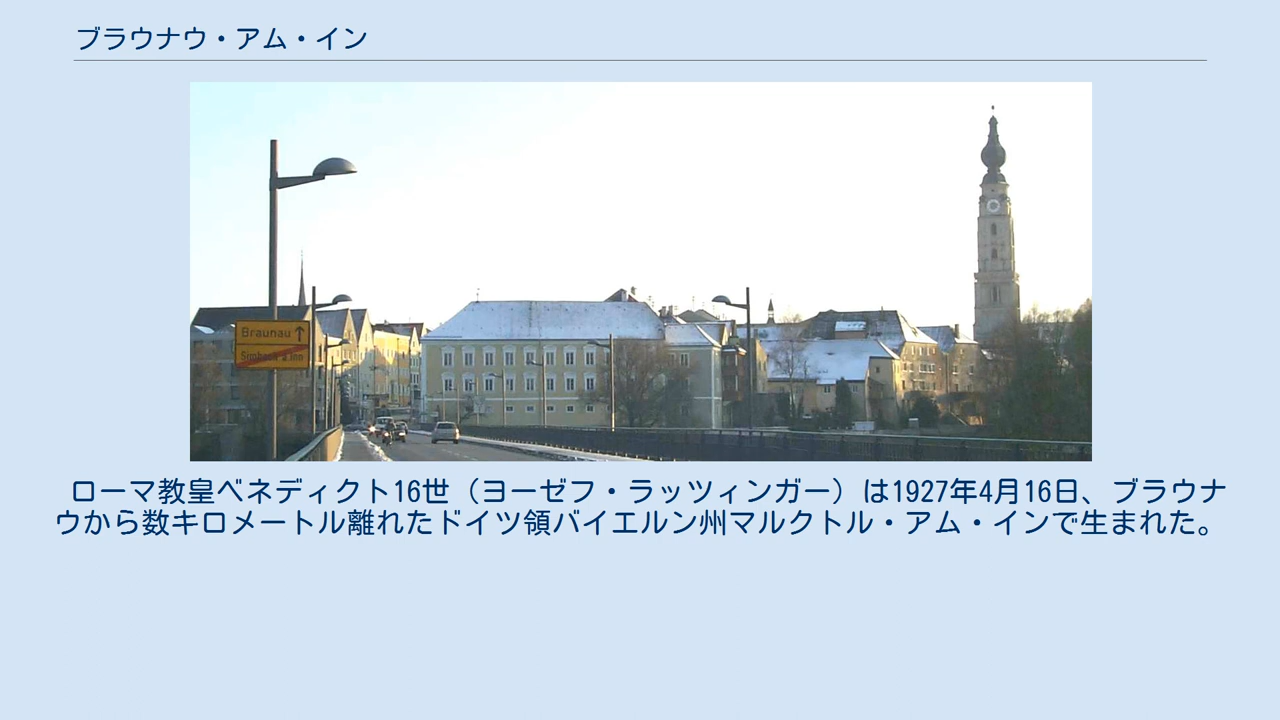 ブラウナウ・アム・イン
Braunau ↑
Simbach a. Inn
ローマ教皇ベネディクト16世（ヨーゼフ・ラッツィンガー）は1927年4月16日、ブラウナ
ウから数キロメートル離れたドイツ領バイエルン州マルクトル・アム・インで生まれた。